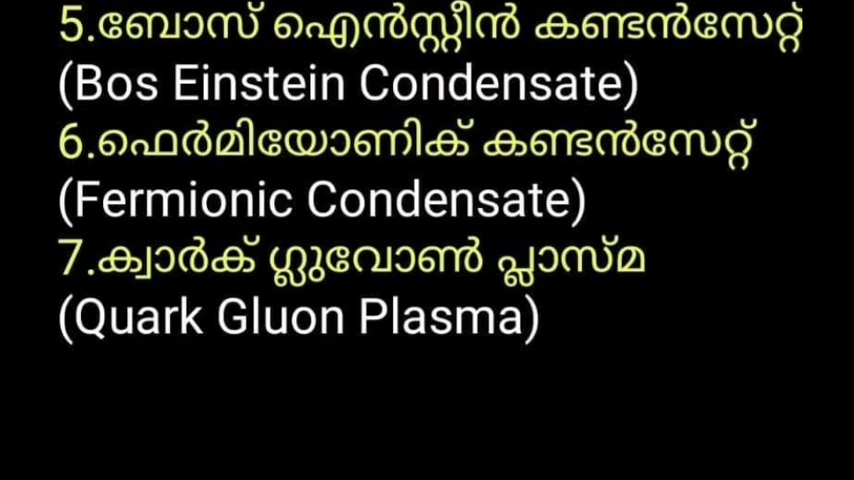 5.ബോസ് ഐൻസ്റ്റീൻ കണ്ടൻസേറ്റ്
(Bos Einstein Condensate)
6.ഫെർമിയോണിക് കണ്ടൻസേറ്റ്
(Fermionic Condensate)
7.ക്വാർക് ഗ്ലുവോൺ പ്ലാസ്മ
(Quark Gluon Plasma)